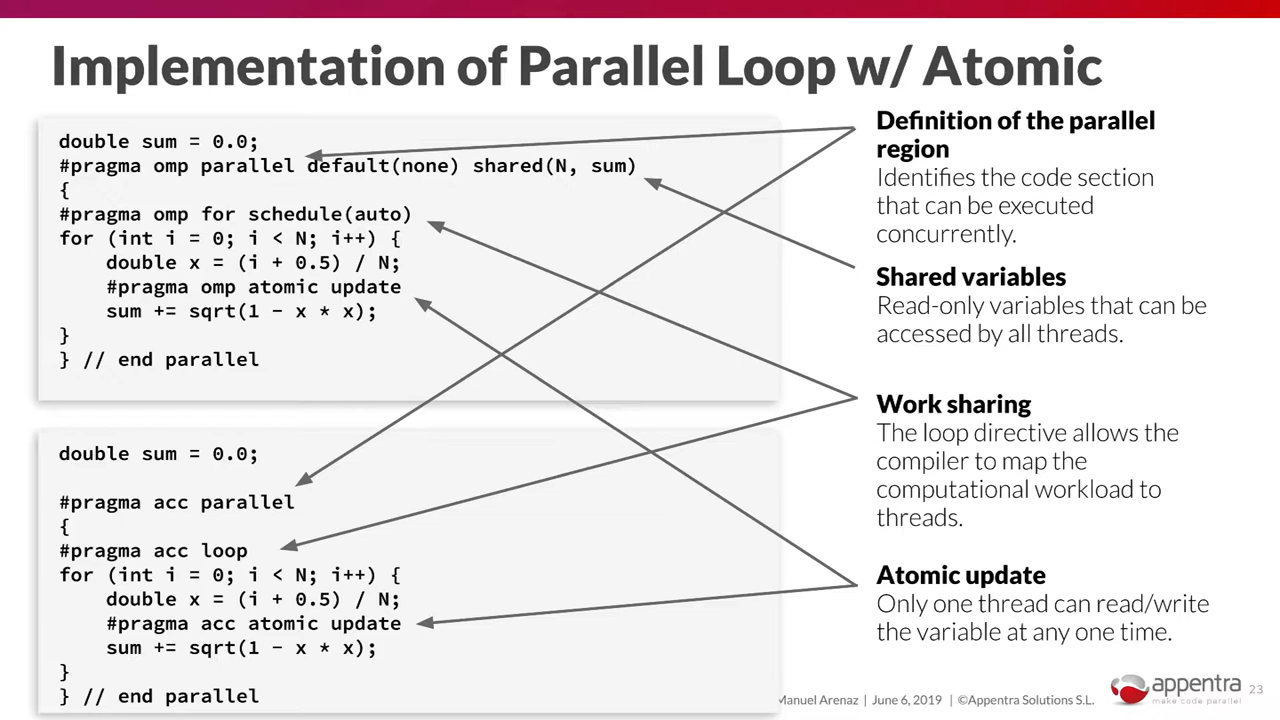 Implementation of Parallel Loop w/ Atomic
double sum = 0.0;
#pragma omp parallel default(none) shared(N, sum)
{
#pragma omp for schedule(auto)
for (int i = 0; i < N; i++) {
    double x = (i + 0.5) / N;
    #pragma omp atomic update
    sum += sqrt(1 - x * x);
}
} // end parallel
double sum = 0.0;
#pragma acc parallel
{
#pragma acc loop
for (int i = 0; i < N; i++) {
    double x = (i + 0.5) / N;
    #pragma acc atomic update
    sum += sqrt(1 - x * x);
}
} // end parallel
Definition of the parallel
region
Identifies the code section
that can be executed
concurrently.
Shared variables
Read-only variables that can be
accessed by all threads.
Work sharing
The loop directive allows the
compiler to map the
computational workload to
threads.
Atomic update
Only one thread can read/write
the variable at any one time.
Manuel Arenaz | June 6, 2019 | ©Appentra Solutions S.L.
appentra
make code parallel
23